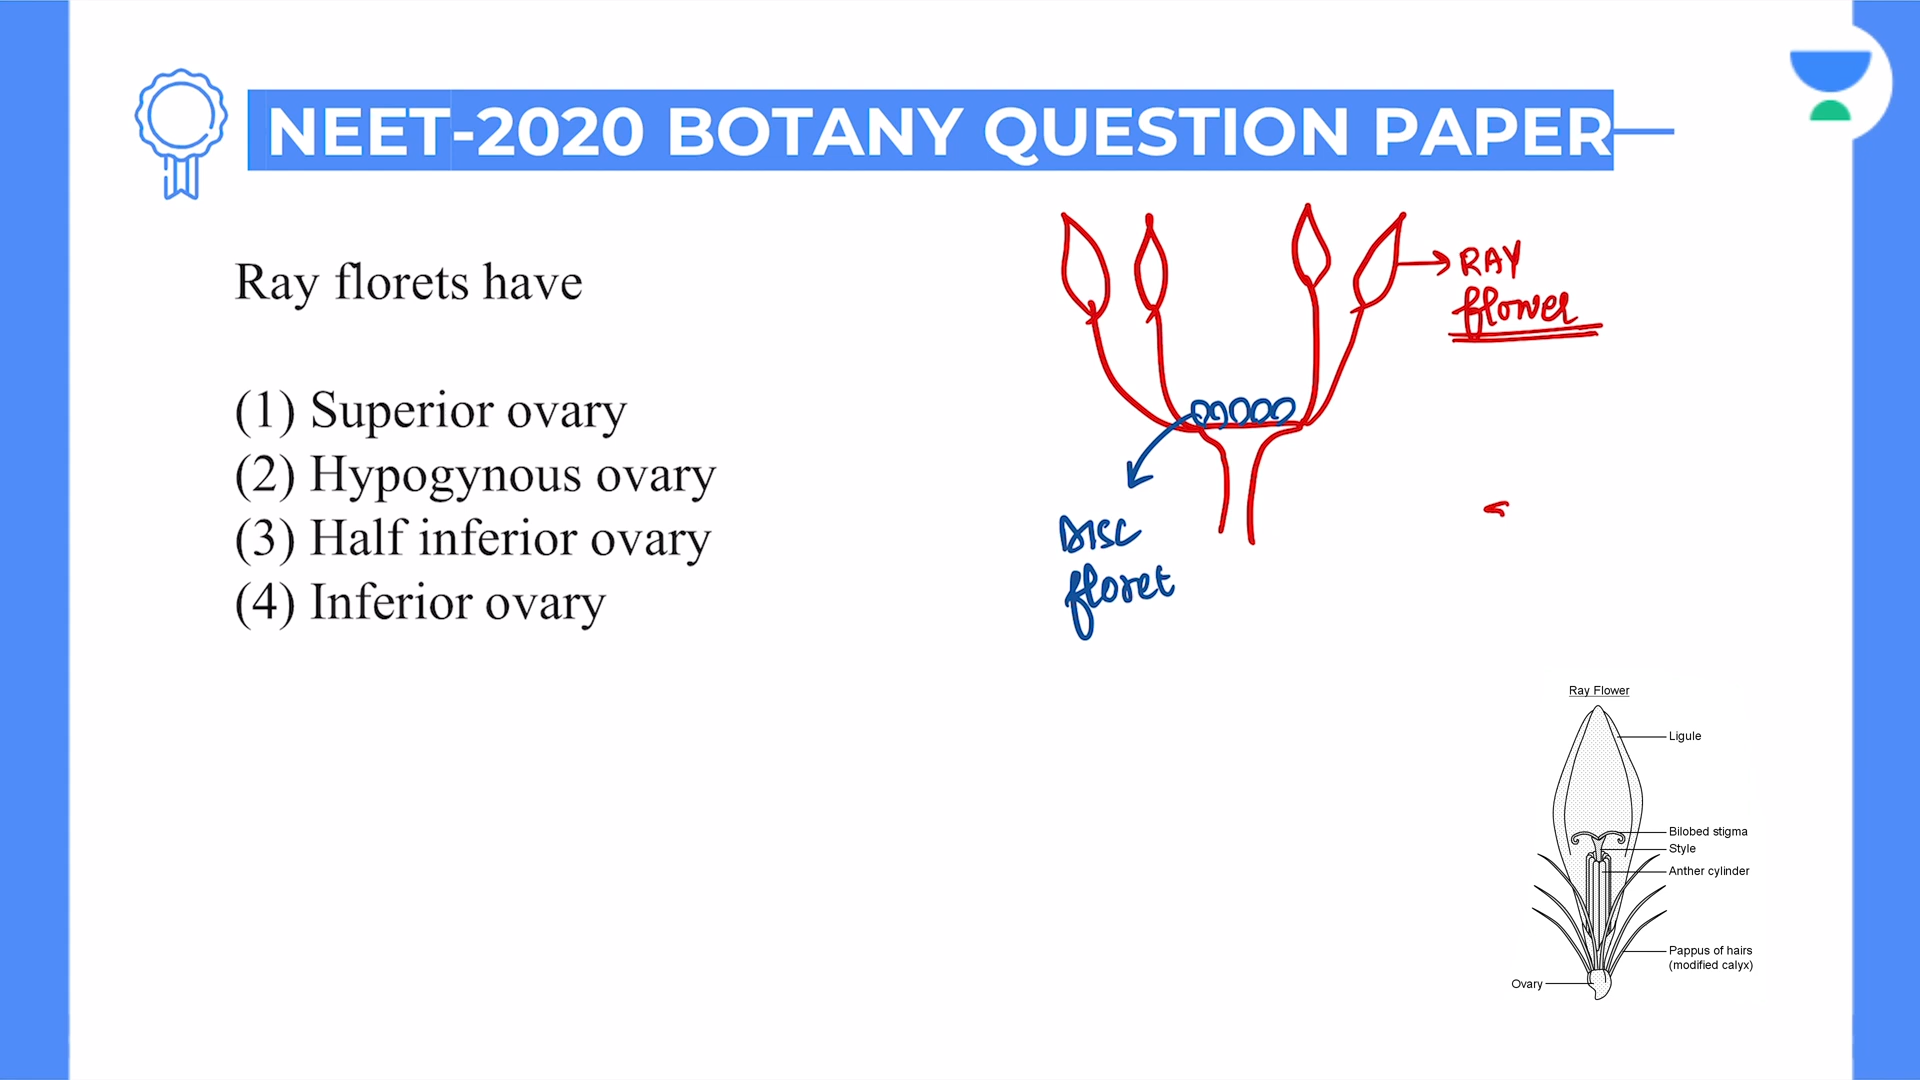 NEET-2020 BOTANY QUESTION PAPER
Ray florets have
(1) Superior ovary
(2) Hypogynous ovary
(3) Half inferior ovary
(4) Inferior ovary
RAY
flower
DISC
floret
Ray Flower
Ligule
Bilobed stigma
Style
Anther cylinder
Pappus of hairs
(modified calyx)
Ovary